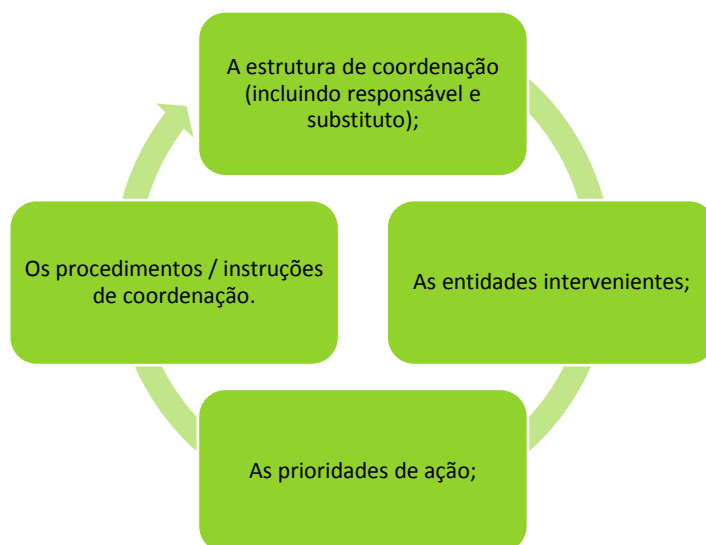 A estrutura de coordenação
(incluindo responsável e
substituto);
As entidades intervenientes;
As prioridades de ação;
Os procedimentos / instruções
de coordenação.